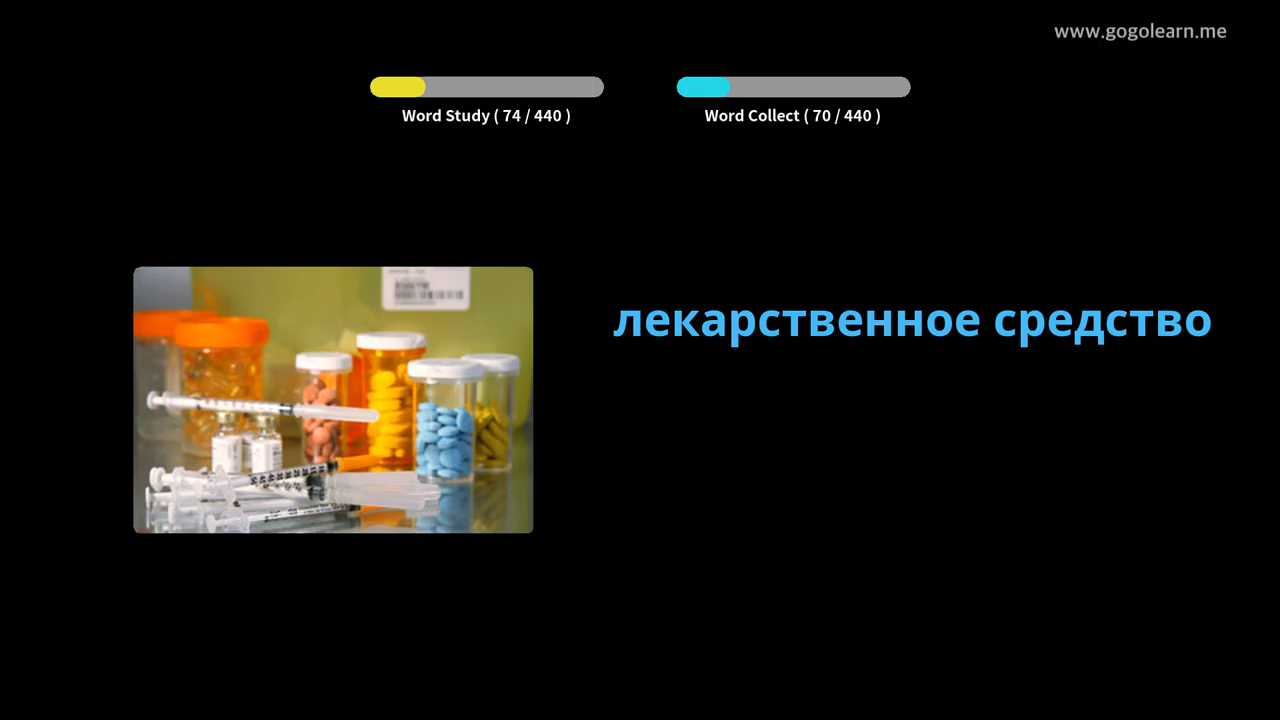 www.gogolearn.me
Word Study ( 74 / 440 )
Word Collect ( 70 / 440 )
лекарственное средство